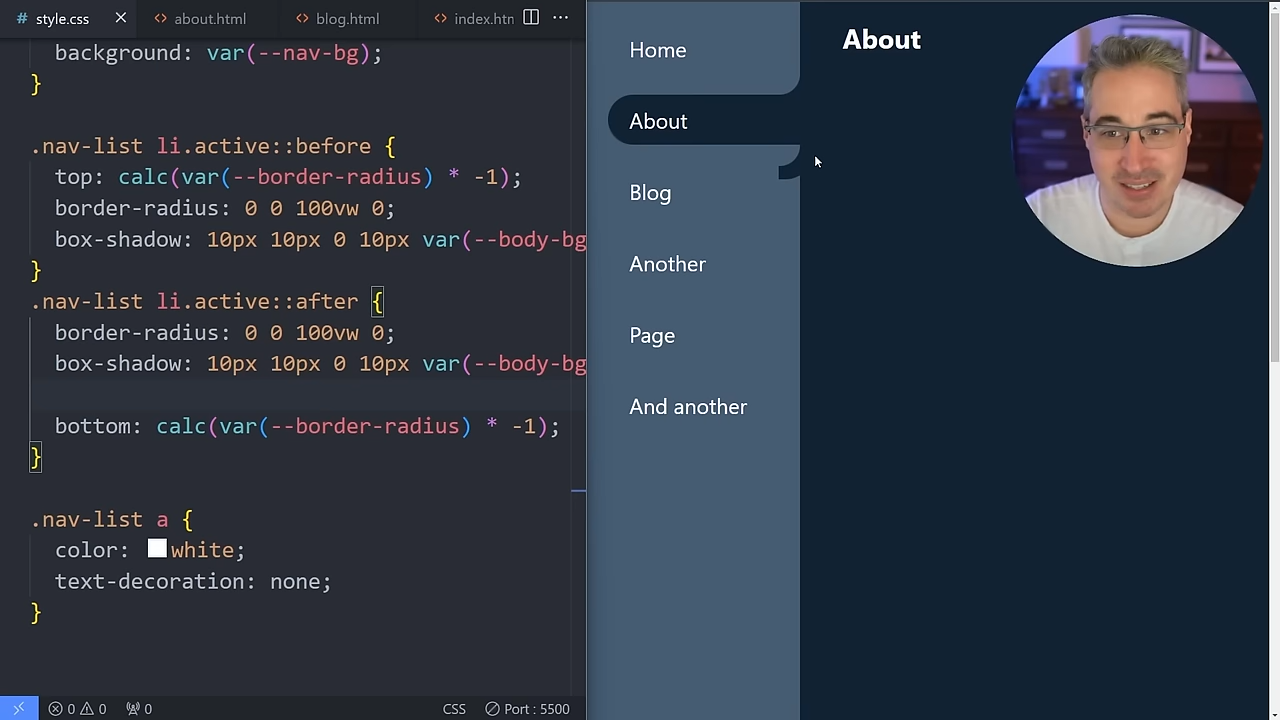 style.css
about.html
blog.html
index.htm
background: var(--nav-bg);
}
.nav-list li.active::before {
top: calc(var(--border-radius) * -1);
border-radius: 0 0 100vw 0;
box-shadow: 10px 10px 0 10px var(--body-bg
}
.nav-list li.active::after {
border-radius: 0 0 100vw 0;
box-shadow: 10px 10px 0 10px var(--body-bg
bottom: calc(var(--border-radius) * -1);
}
.nav-list a {
color: white;
text-decoration: none;
}
0 0 0
CSS
Port : 5500
Home
About
Blog
Another
Page
And another
About